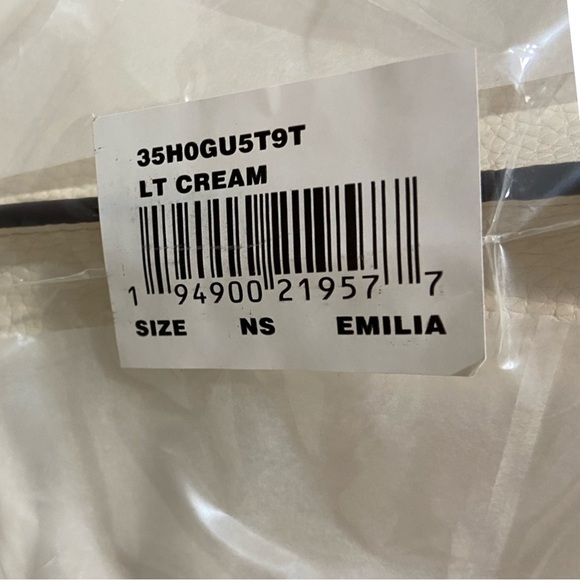 35H0GU5T9T
LT CREAM
1 94900 21957 7
SIZE NS EMILIA